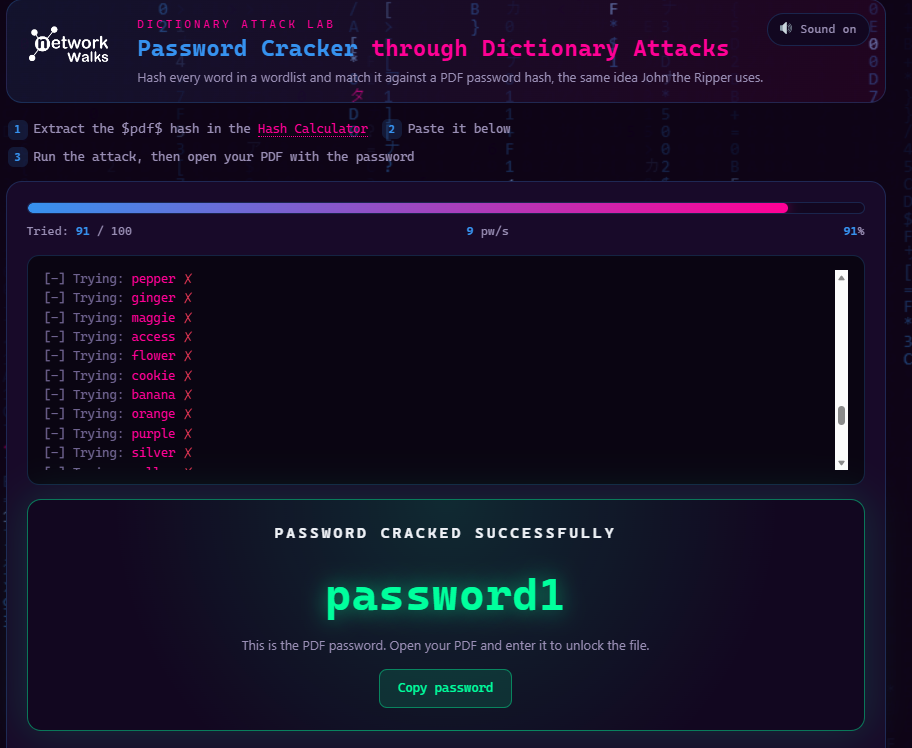 network
walks
DICTIONARY ATTACK LAB
Password Cracker through Dictionary Attacks
Hash every word in a wordlist and match it against a PDF password hash, the same idea John the Ripper uses.
Sound on
1 Extract the $pdf$ hash in the Hash Calculator 2 Paste it below
3 Run the attack, then open your PDF with the password
Tried: 91 / 100 9 pw/s 91%
[-] Trying: pepper ✗
[-] Trying: ginger ✗
[-] Trying: maggie ✗
[-] Trying: access ✗
[-] Trying: flower ✗
[-] Trying: cookie ✗
[-] Trying: banana ✗
[-] Trying: orange ✗
[-] Trying: purple ✗
[-] Trying: silver ✗
PASSWORD CRACKED SUCCESSFULLY
password1
This is the PDF password. Open your PDF and enter it to unlock the file.
Copy password